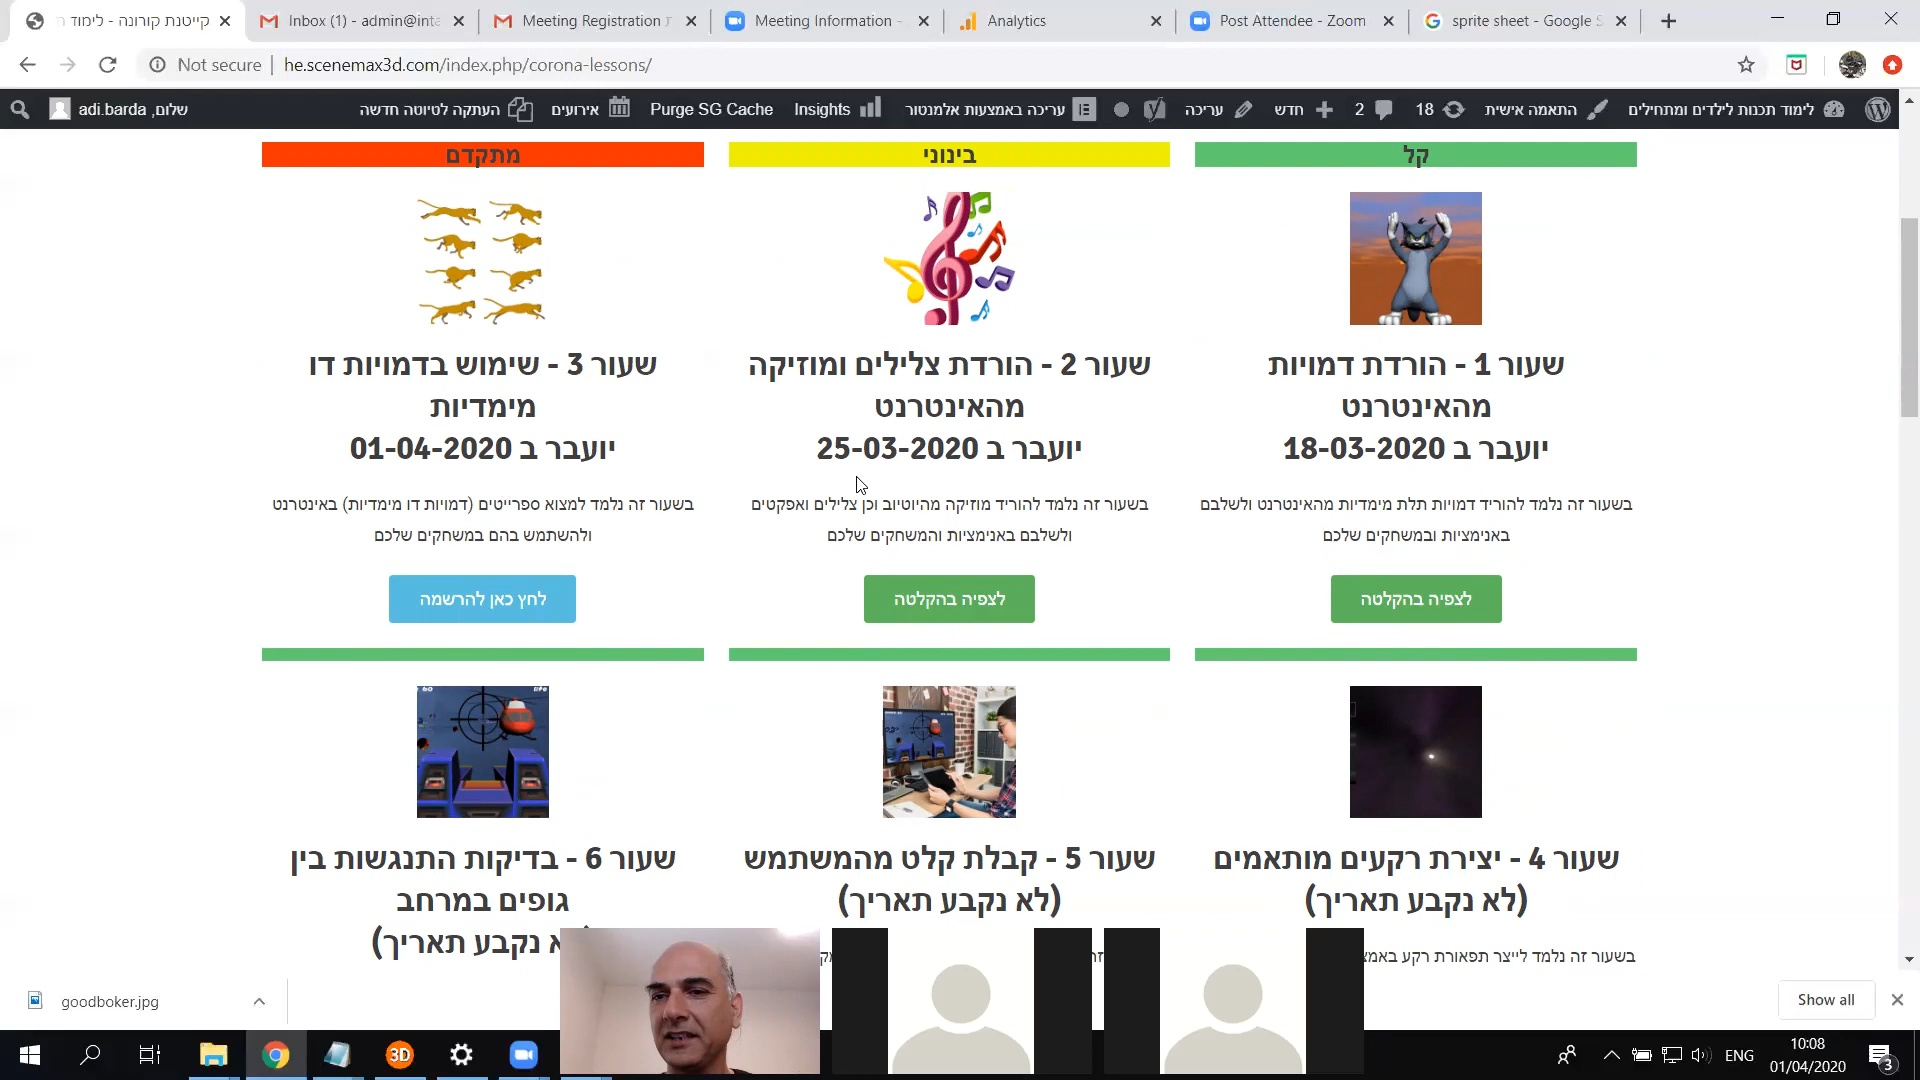 קייטנת קורונה - לימוד ת
Inbox (1) - admin@inta
Meeting Registration
Meeting Information -
Analytics
Post Attendee - Zoom
sprite sheet - Google S
Not secure | he.scenemax3d.com/index.php/corona-lessons/
לימוד תכנות לילדים ומתחילים
התאמה אישית
18
2
חדש
עריכה
עריכה באמצעות אלמנטור
Insights
Purge SG Cache
אירועים
העתקה לטיוטה חדשה
שלום, adi.barda
קל
בינוני
מתקדם
שעור 1 - הורדת דמויות
מהאינטרנט
יועבר ב 18-03-2020
בשעור זה נלמד להוריד דמויות תלת מימדיות מהאינטרנט ולשלבם
באנימציות ובמשחקים שלכם
לצפיה בהקלטה
שעור 2 - הורדת צלילים ומוזיקה
מהאינטרנט
יועבר ב 25-03-2020
בשעור זה נלמד להוריד מוזיקה מהיוטיוב וכן צלילים ואפקטים
ולשלבם באנימציות והמשחקים שלכם
לצפיה בהקלטה
שעור 3 - שימוש בדמויות דו
מימדיות
יועבר ב 01-04-2020
בשעור זה נלמד למצוא ספרייטים (דמויות דו מימדיות) באינטרנט
ולהשתמש בהם במשחקים שלכם
לחץ כאן להרשמה
שעור 4 - יצירת רקעים מותאמים
(לא נקבע תאריך)
בשעור זה נלמד לייצר תפאורת רקע באמצ
שעור 5 - קבלת קלט מהמשתמש
(לא נקבע תאריך)
שעור 6 - בדיקות התנגשות בין
גופים במרחב
נקבע תאריך)
goodboker.jpg
Show all
3D
ENG
10:08
01/04/2020
3